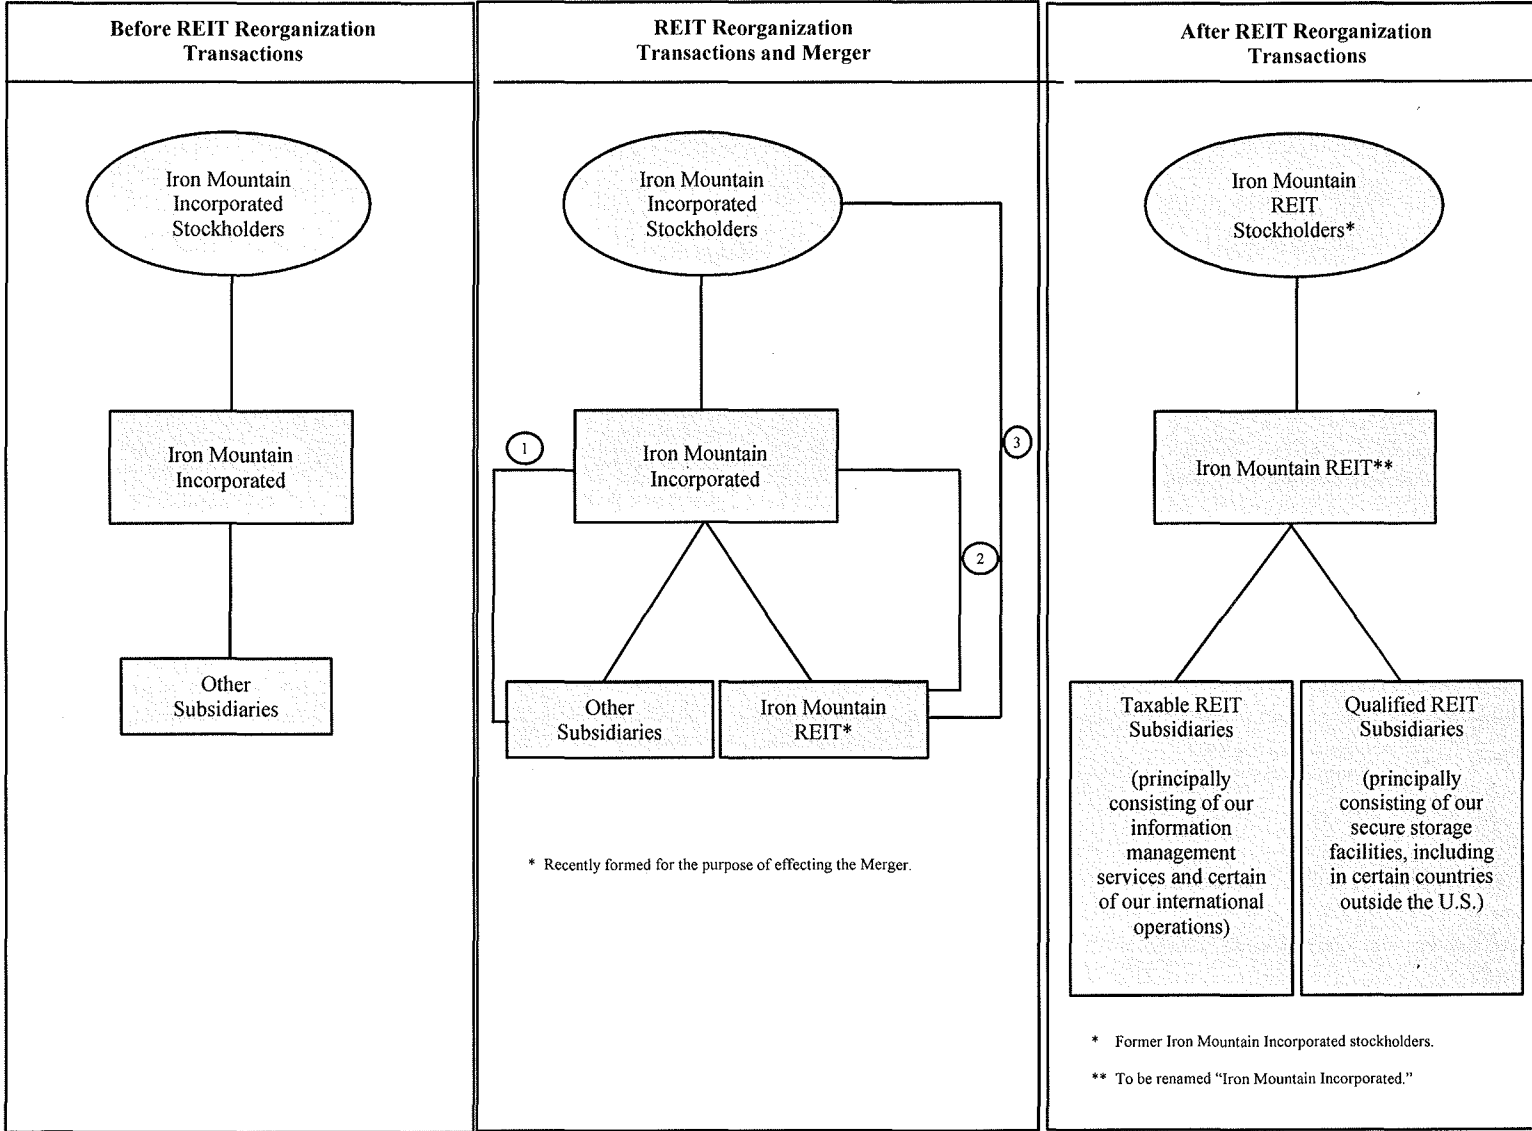 Before REIT Reorganization
Transactions
Iron Mountain
Incorporated
Stockholders
Iron Mountain
Incorporated
Other
Subsidiaries
REIT Reorganization
Transactions and Merger
Iron Mountain
Incorporated
Stockholders
1
Iron Mountain
Incorporated
3
2
Other
Subsidiaries
Iron Mountain
REIT*
* Recently formed for the purpose of effecting the Merger.
After REIT Reorganization
Transactions
Iron Mountain
REIT
Stockholders*
Iron Mountain REIT**
Taxable REIT
Subsidiaries
(principally
consisting of our
information
management
services and certain
of our international
operations)
Qualified REIT
Subsidiaries
(principally
consisting of our
secure storage
facilities, including
in certain countries
outside the U.S.)
* Former Iron Mountain Incorporated stockholders.
** To be renamed “Iron Mountain Incorporated.”